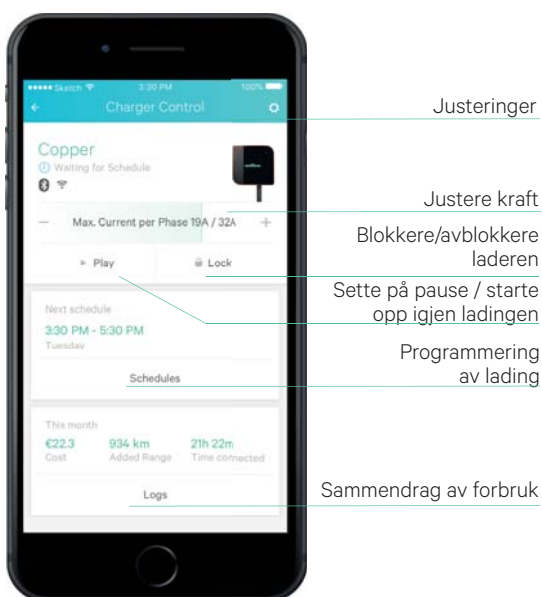 Sketch 3:30 PM 100%
Charger Control
Copper
Waiting for Schedule
Max. Current per Phase 19A / 32A
Play Lock
Next schedule
3:30 PM - 5:30 PM
Tuesday
Schedules
This month
€22.3 934 km 21h 22m
Cost Added Range Time connected
Logs
Justeringer
Justere kraft
Blokkere/avblokkere
laderen
Sette på pause / starte
opp igjen ladingen
Programmering
av lading
Sammendrag av forbruk